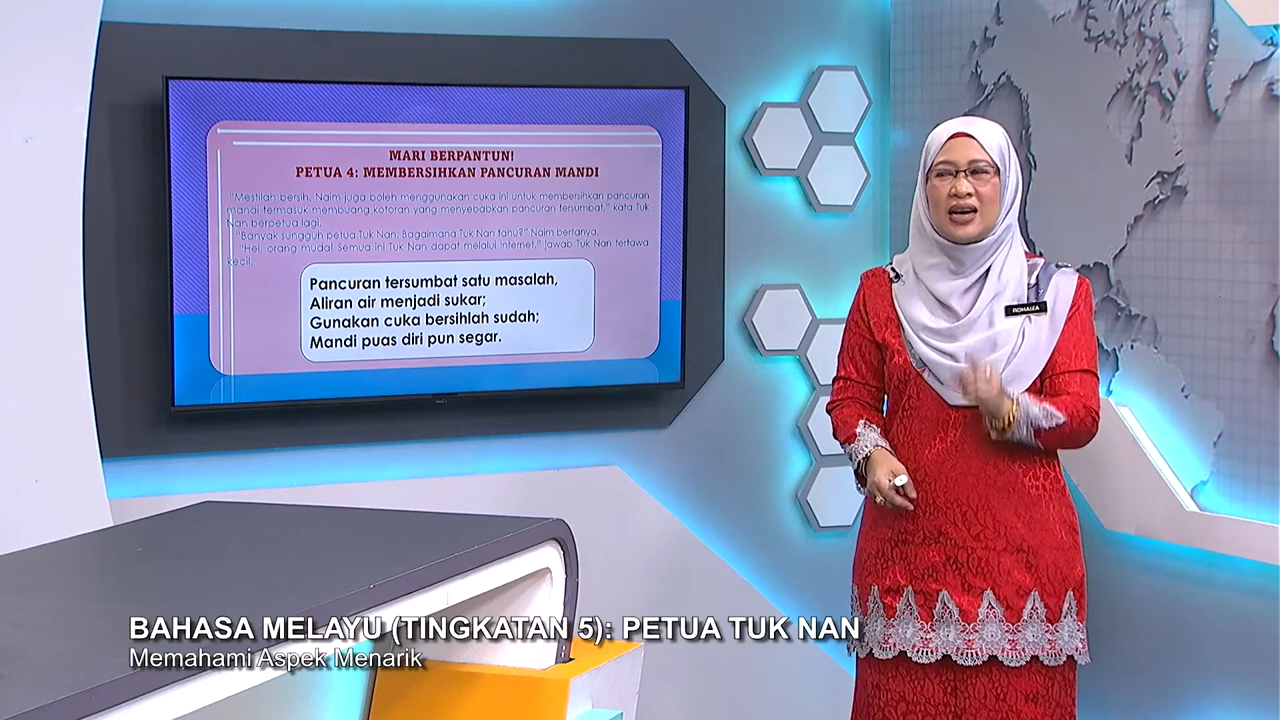 MARI BERPANTUN!
PETUA 4: MEMBERSIHKAN PANCURAN MANDI
"Mestilah bersih. Naim juga boleh menggunakan cuka ini untuk membersihkan pancuran
mandi termasuk membuang kotoran yang menyebabkan pancuran tersumbat," kata Tuk
Nan berpetua lagi.
"Banyak sungguh petua Tuk Nan. Bagaimana Tuk Nan tahu?" Naim bertanya.
"Hei, orang muda! Semua ini Tuk Nan dapat melalui Internet," jawab Tuk Nan tertawa
kecil.
Pancuran tersumbat satu masalah,
Aliran air menjadi sukar;
Gunakan cuka bersihlah sudah;
Mandi puas diri pun segar.
ROHAIZA
BAHASA MELAYU (TINGKATAN 5): PETUA TUK NAN
Memahami Aspek Menarik